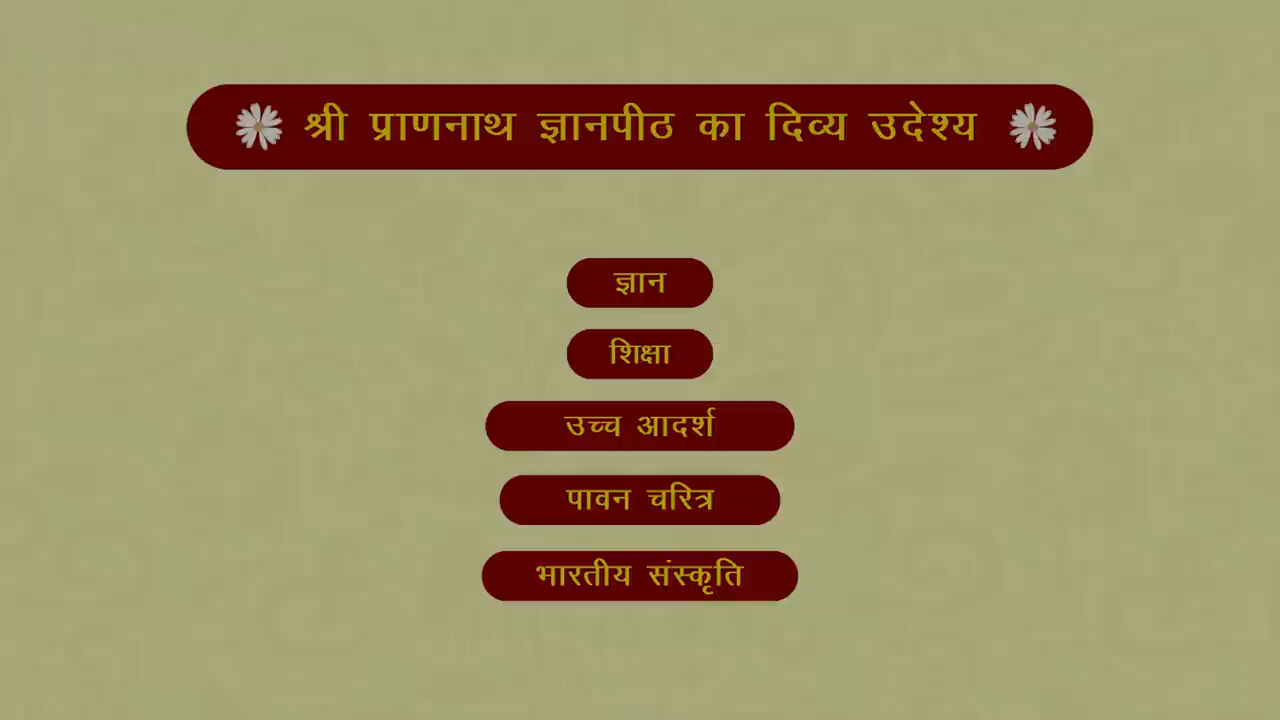 श्री प्राणनाथ ज्ञानपीठ का दिव्य उदेश्य
ज्ञान
शिक्षा
उच्च आदर्श
पावन चरित्र
भारतीय संस्कृति